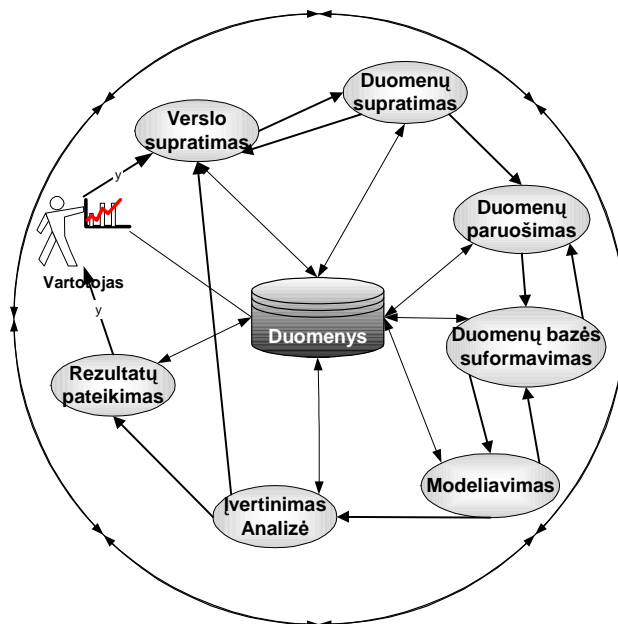 Duomenų
supratimas
Verslo
supratimas
y
Duomenų
paruošimas
Vartotojas
y
Duomenys
Duomenų bazės
suformavimas
Rezultatų
pateikimas
Modeliavimas
Įvertinimas
Analizė